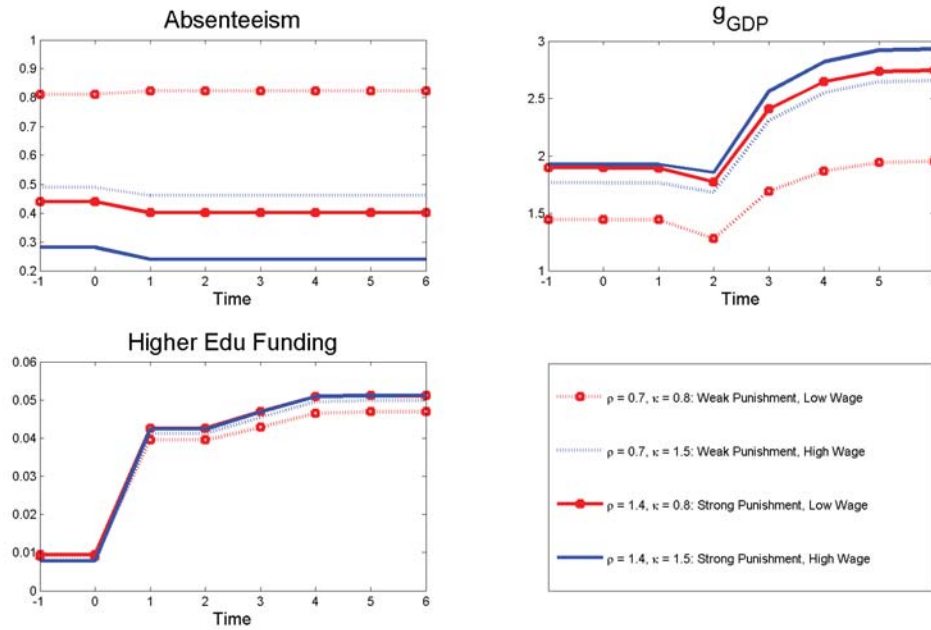 Absenteeism
1
0.9
0.8
0.7
0.6
0.5
0.4
0.3
0.2
-1 0 1 2 3 4 5 6
Time
gGDP
3
2.5
2
1.5
1
-1 0 1 2 3 4 5
Time
Higher Edu Funding
0.06
0.05
0.04
0.03
0.02
0.01
0
-1 0 1 2 3 4 5 6
Time
ρ = 0.7, κ = 0.8: Weak Punishment, Low Wage
ρ = 0.7, κ = 1.5: Weak Punishment, High Wage
ρ = 1.4, κ = 0.8: Strong Punishment, Low Wage
ρ = 1.4, κ = 1.5: Strong Punishment, High Wage